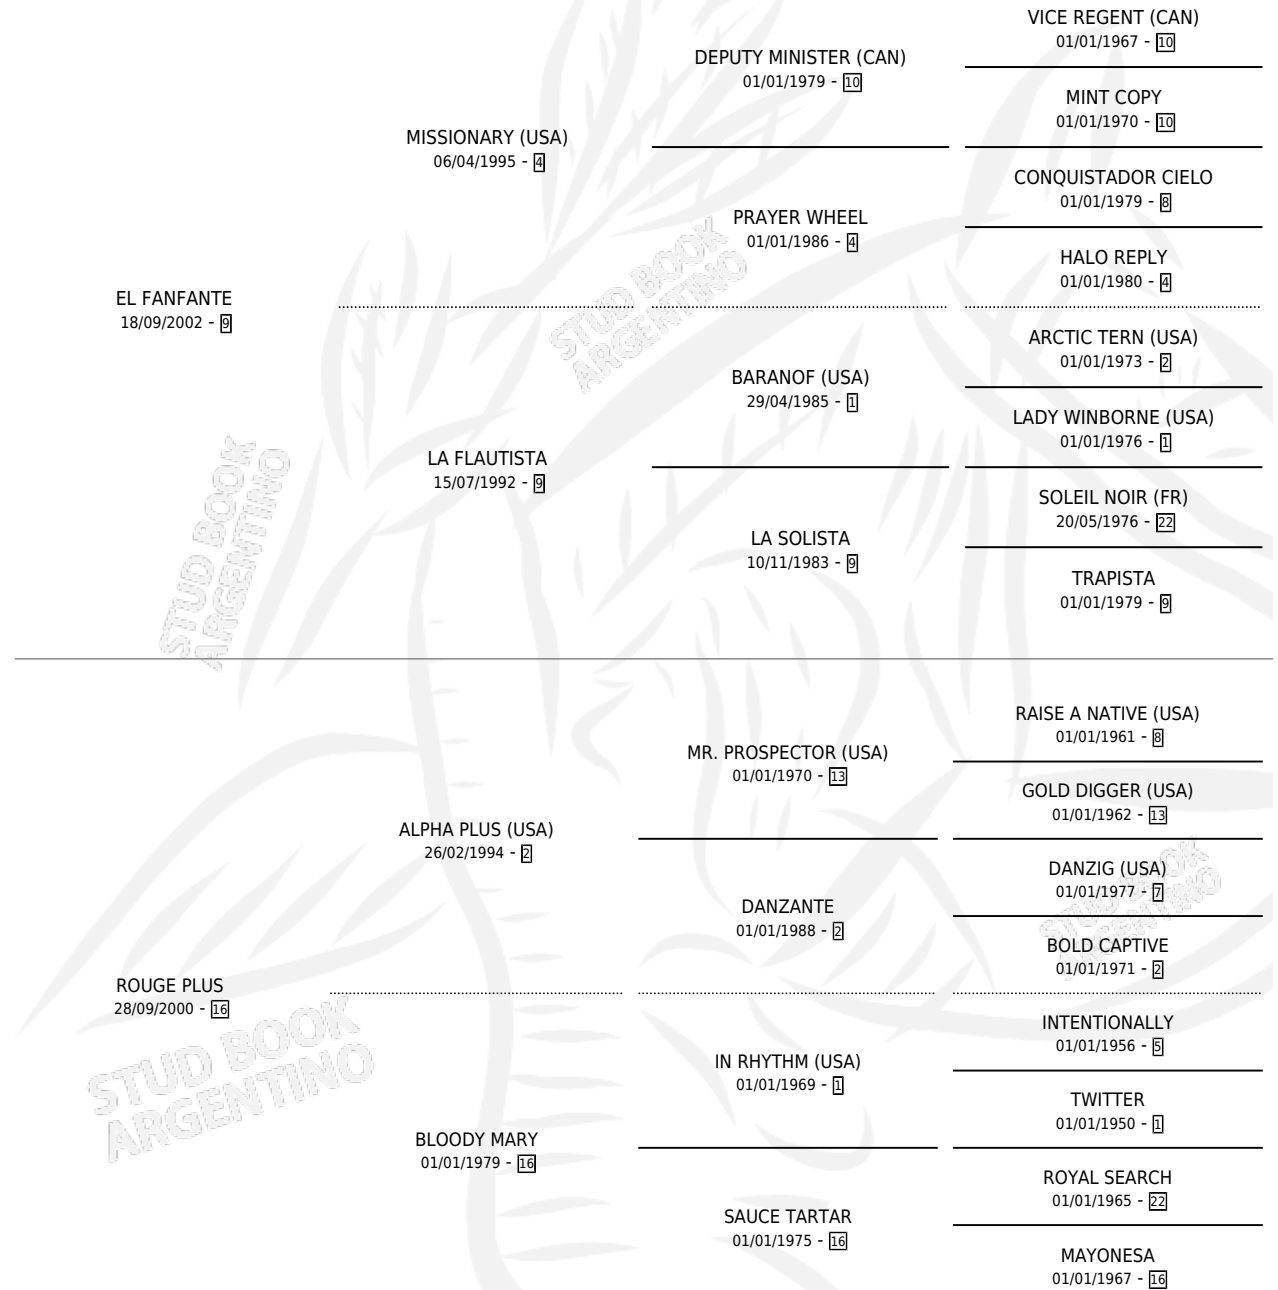 VICE REGENT (CAN)
01/01/1967 - 10
DEPUTY MINISTER (CAN)
01/01/1979 - 10
MINT COPY
01/01/1970 - 10
MISSIONARY (USA)
06/04/1995 - 4
CONQUISTADOR CIELO
01/01/1979 - 8
PRAYER WHEEL
01/01/1986 - 4
HALO REPLY
01/01/1980 - 4
EL FANFANTE
18/09/2002 - 9
STUD BOOK
ARGENTINO
ARCTIC TERN (USA)
01/01/1973 - 2
BARANOF (USA)
29/04/1985 - 1
LADY WINBORNE (USA)
01/01/1976 - 1
LA FLAUTISTA
15/07/1992 - 9
SOLEIL NOIR (FR)
20/05/1976 - 22
LA SOLISTA
10/11/1983 - 9
TRAPISTA
01/01/1979 - 9
STUD BOOK
ARGENTINO
RAISE A NATIVE (USA)
01/01/1961 - 8
MR. PROSPECTOR (USA)
01/01/1970 - 13
GOLD DIGGER (USA)
01/01/1962 - 13
ALPHA PLUS (USA)
26/02/1994 - 2
DANZIG (USA)
01/01/1977 - 7
DANZANTE
01/01/1988 - 2
STUD BOOK
ARGENTINO
BOLD CAPTIVE
01/01/1971 - 2
ROUGE PLUS
28/09/2000 - 16
INTENTIONALLY
01/01/1956 - 5
IN RHYTHM (USA)
01/01/1969 - 1
TWITTER
01/01/1950 - 1
STUD BOOK
ARGENTINO
BLOODY MARY
01/01/1979 - 16
ROYAL SEARCH
01/01/1965 - 22
SAUCE TARTAR
01/01/1975 - 16
MAYONESA
01/01/1967 - 16